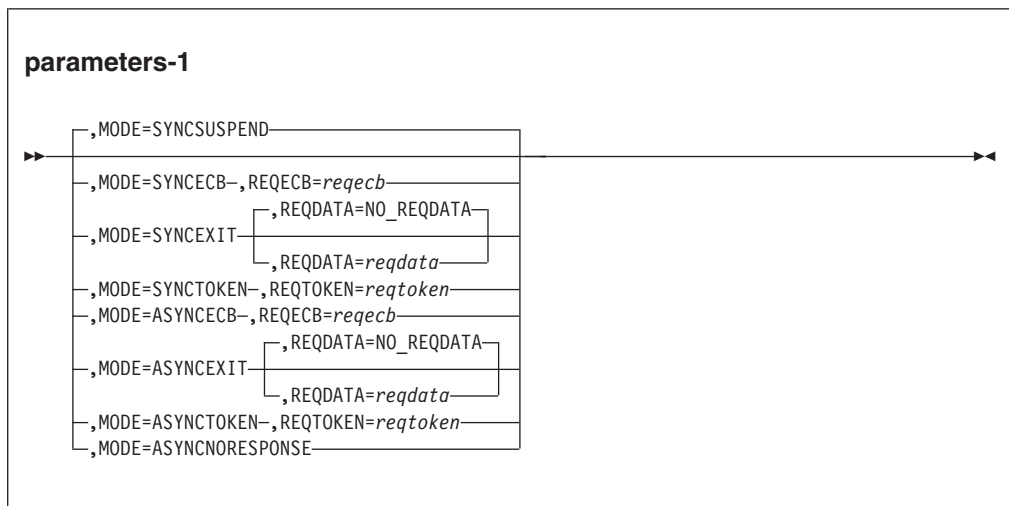 parameters-1
,MODE=SYNCSUSPEND
,MODE=SYNCECB ,REQECB=reqecb
,REQDATA=NO_REQDATA
,MODE=SYNCEXIT
,REQDATA=reqdata
,MODE=SYNCTOKEN ,REQTOKEN=reqtoken
,MODE=ASYNCECB ,REQECB=reqecb
,REQDATA=NO_REQDATA
,MODE=ASYNCEXIT
,REQDATA=reqdata
,MODE=ASYNCTOKEN ,REQTOKEN=reqtoken
,MODE=ASYNCNORESPONSE